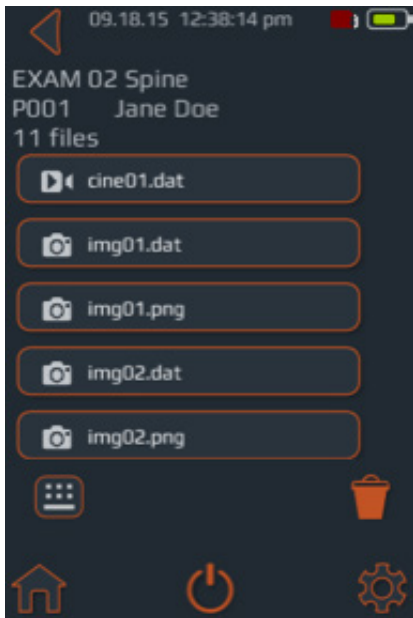 09.18.15 12:38:14 pm
EXAM 02 Spine
P001 Jane Doe
11 files
cine01.dat
img01.dat
img01.png
img02.dat
img02.png